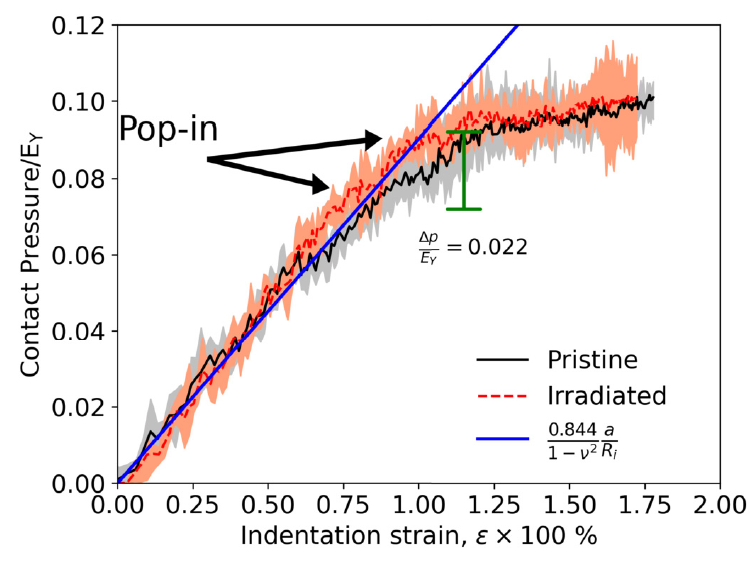 0.12
0.10
0.08
0.06
0.04
0.02
0.00
Contact Pressure/E_Y
Pop-in
Δp/E_Y = 0.022
Pristine
Irradiated
0.844/(1 − ν²) a/R_i
0.00 0.25 0.50 0.75 1.00 1.25 1.50 1.75 2.00
Indentation strain, ε × 100 %